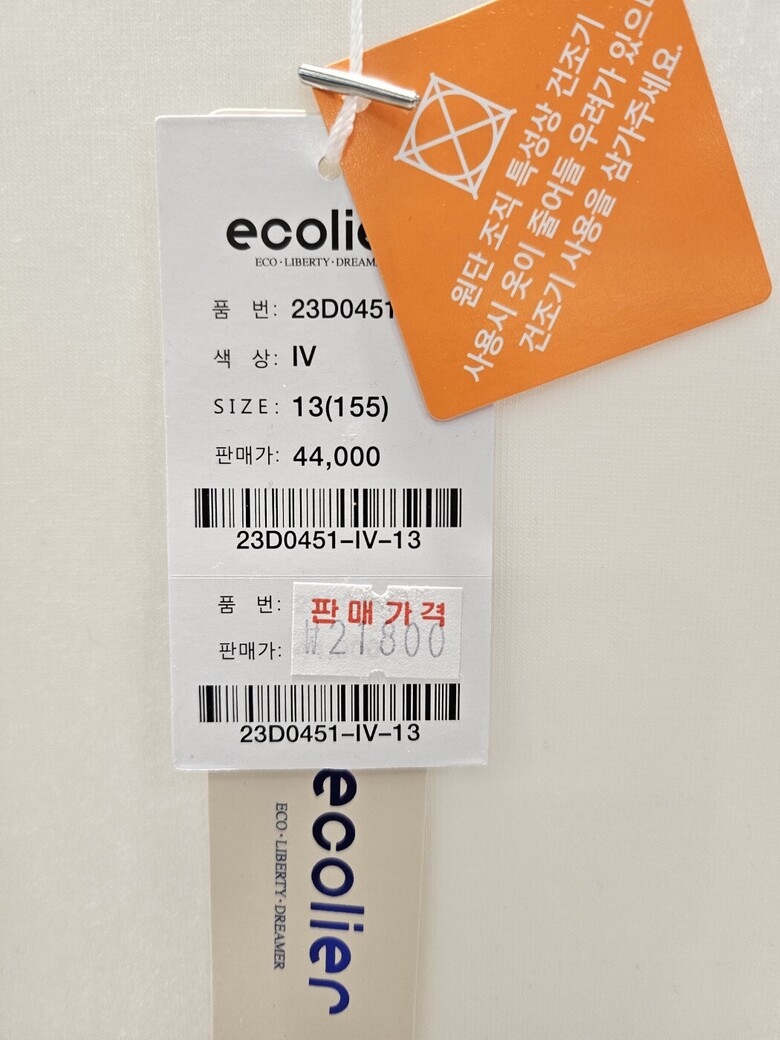 ecolie
ECO · LIBERTY · DREAM
품 번: 23D0451
색 상: IV
SIZE: 13(155)
판매가: 44,000
23D0451-IV-13
품 번:
판매가:
판매가격
₩21800
23D0451-IV-13
원단 조직 특성상 건조기
사용시 옷이 줄어들 우려가 있으
건조기 사용을 삼가주세요.
ecolier
ECO · LIBERTY · DREAMER